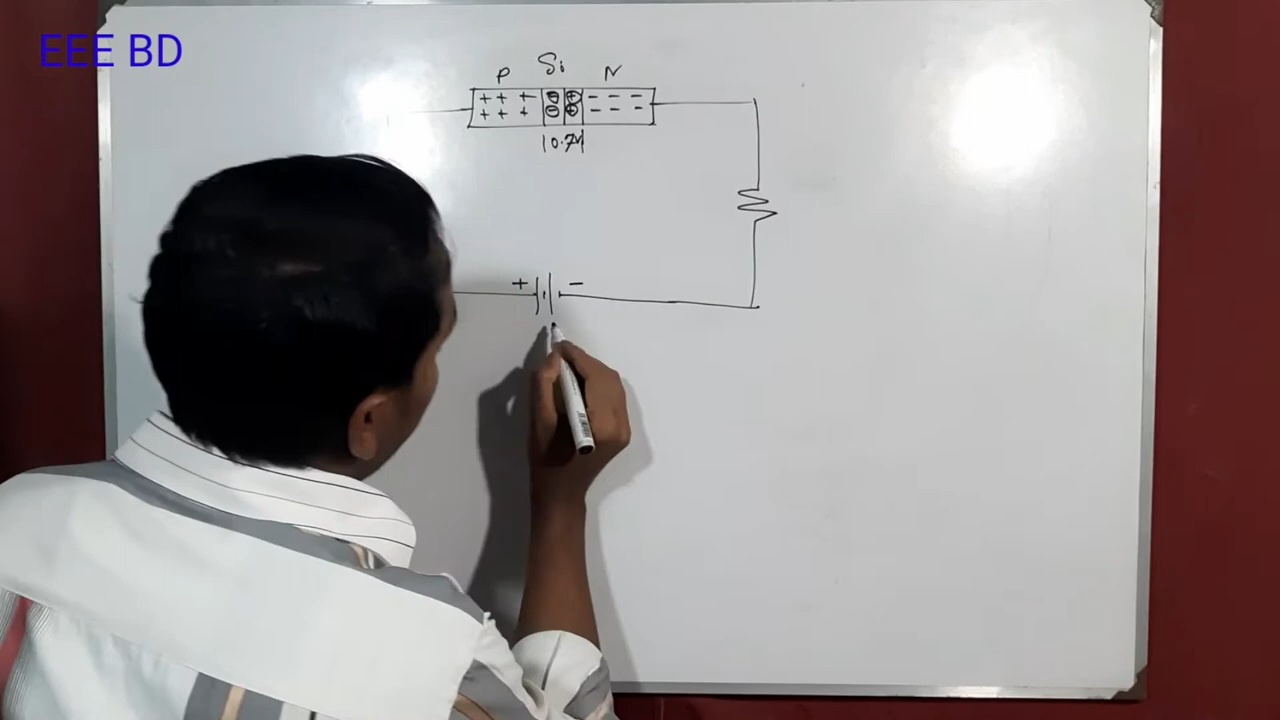 EEE BD
Si
P N
+ + + ⊖ ⊕ - - -
+ + + ⊖ ⊕ - - -
0.7V
+ -